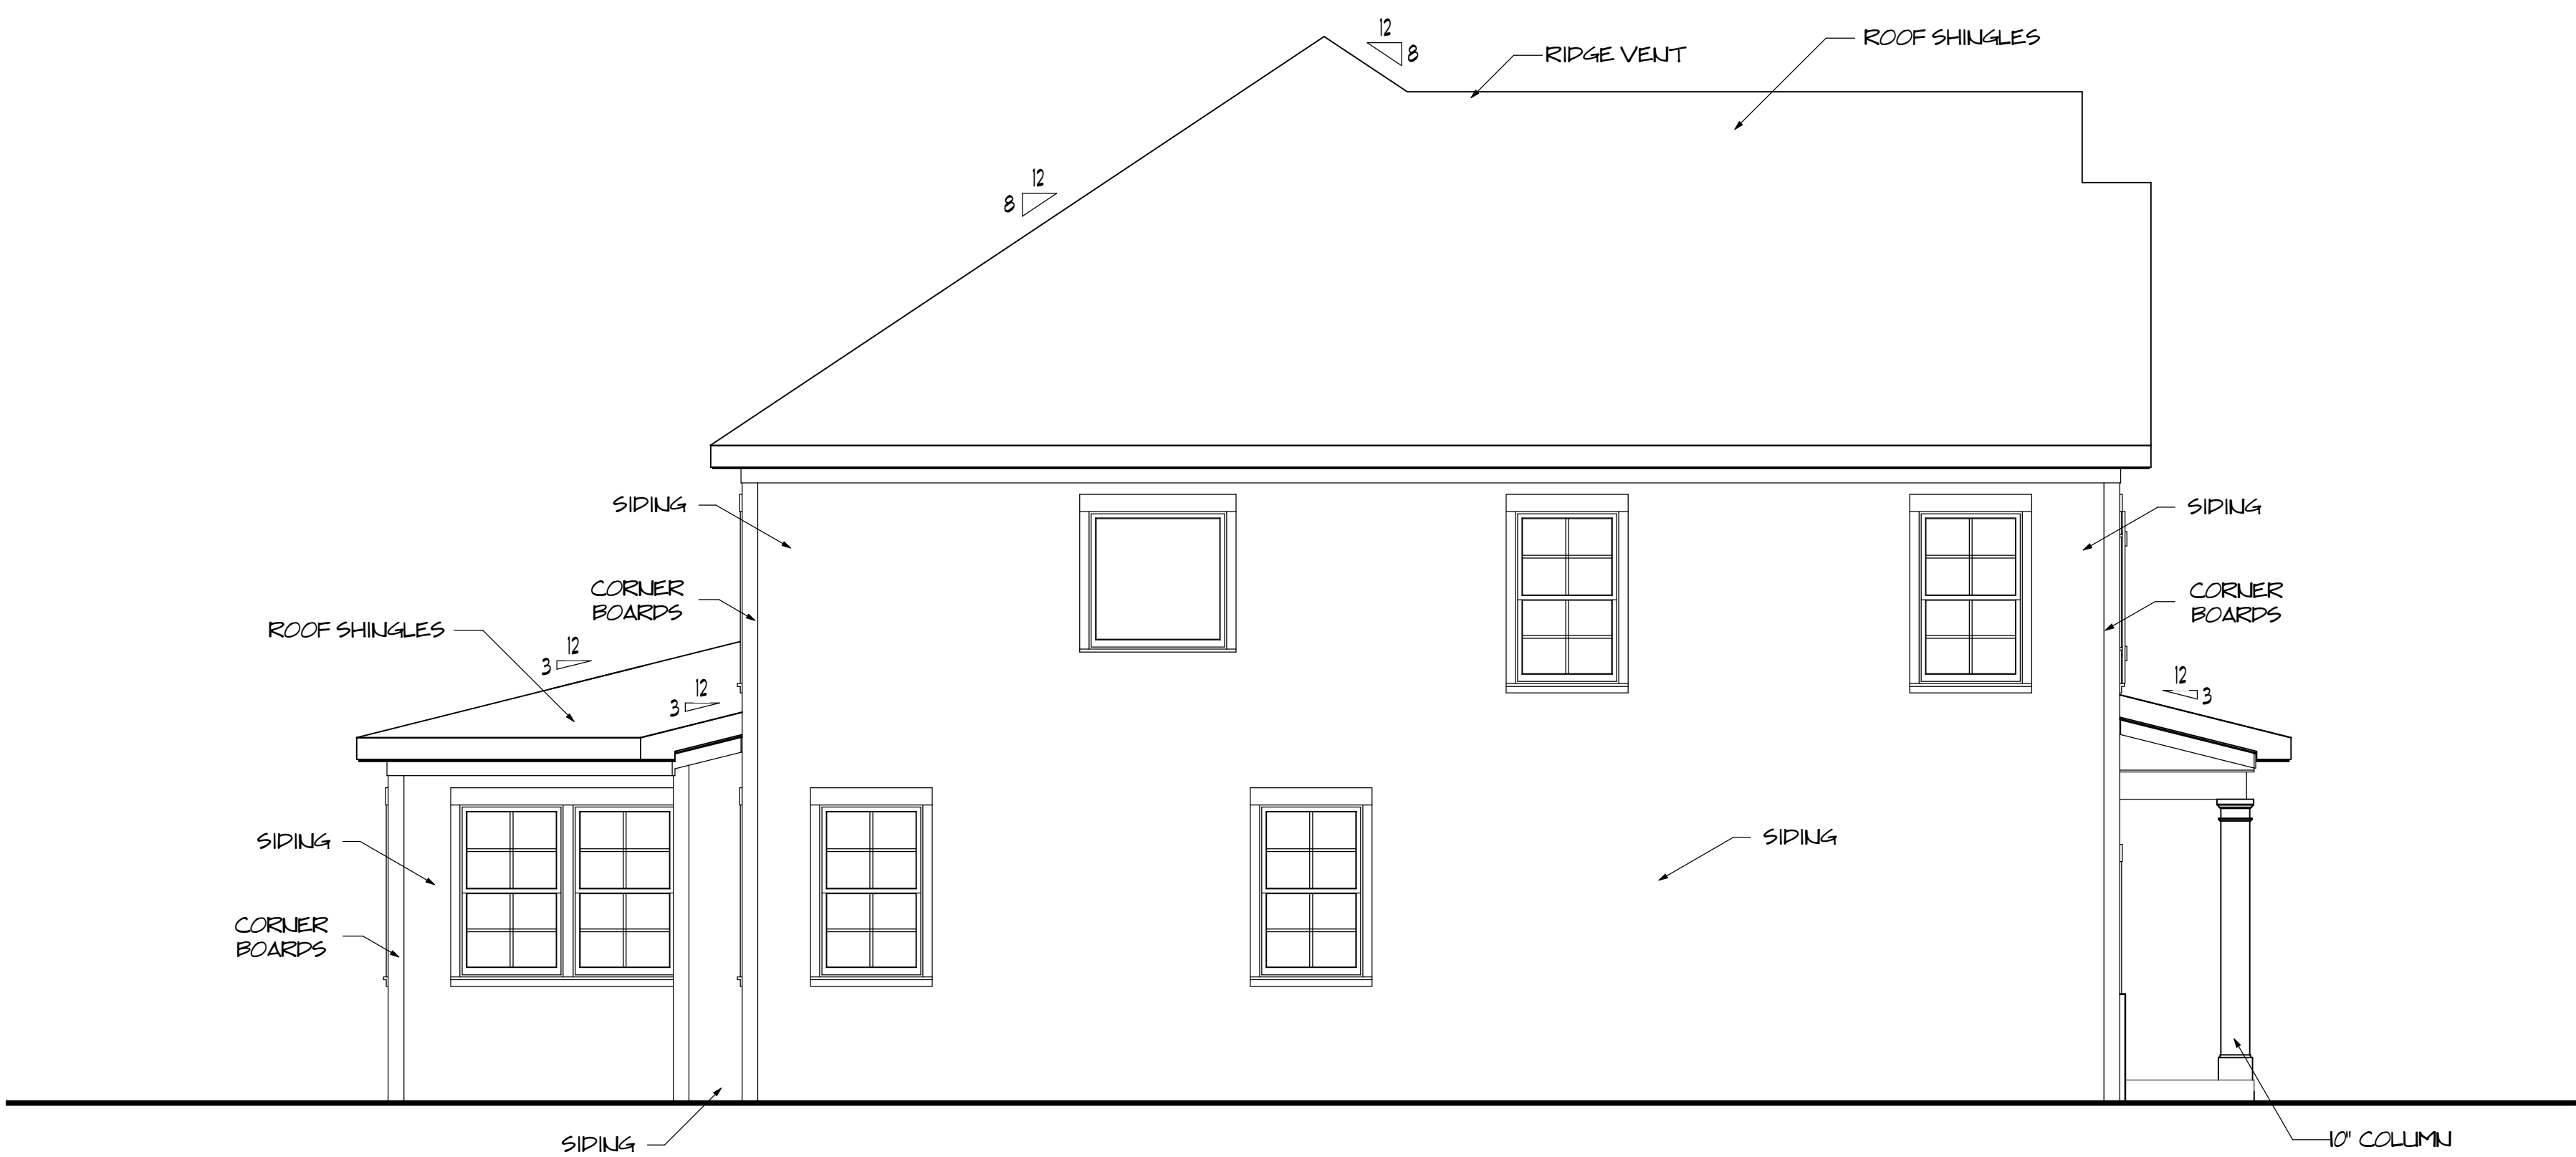 12
8
RIDGE VENT
ROOF SHINGLES
12
8
SIDING
SIDING
CORNER
BOARDS
CORNER
BOARDS
ROOF SHINGLES
12
3
12
3
12
3
SIDING
SIDING
CORNER
BOARDS
SIDING
10" COLUMN